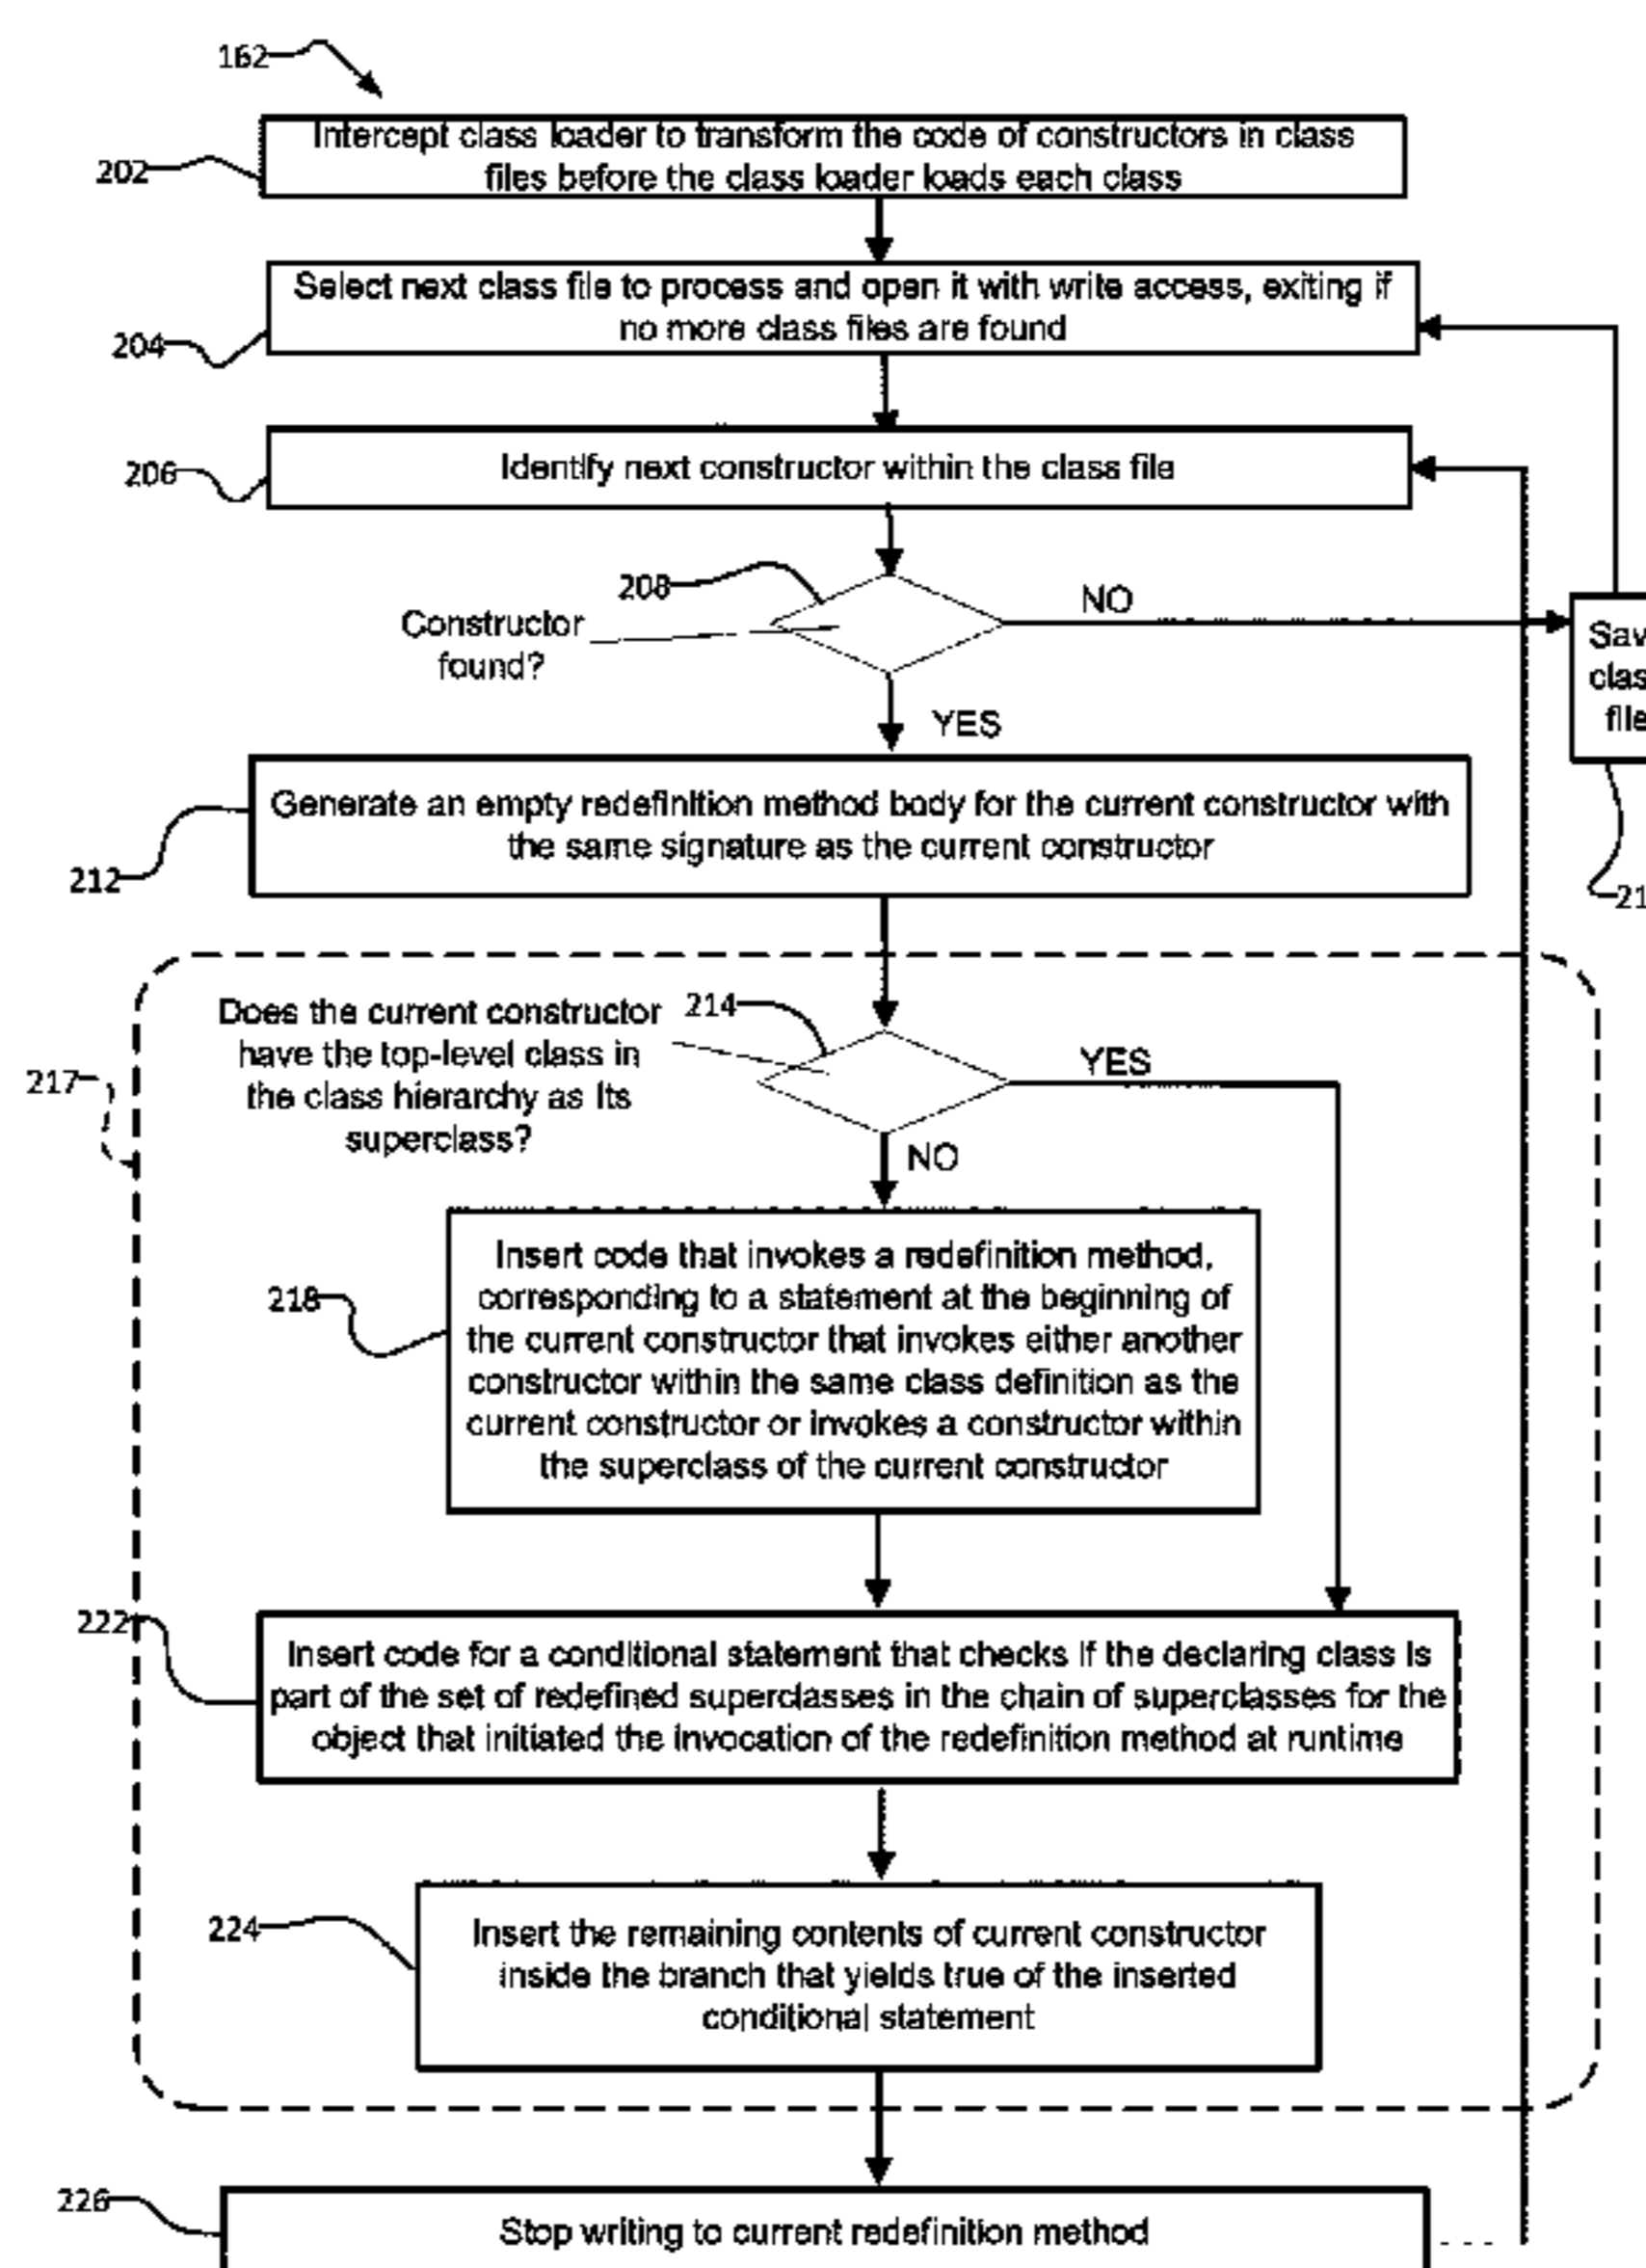 162
Intercept class loader to transform the code of constructors in class
files before the class loader loads each class
202
Select next class file to process and open it with write access, exiting if
no more class files are found
204
Identify next constructor within the class file
206
208
NO
Constructor
found?
YES
Sav
clas
file
Generate an empty redefinition method body for the current constructor with
the same signature as the current constructor
212
21
Does the current constructor
have the top-level class in
the class hierarchy as its
superclass?
214
YES
217
NO
Insert code that invokes a redefinition method,
corresponding to a statement at the beginning of
the current constructor that invokes either another
constructor within the same class definition as the
current constructor or invokes a constructor within
the superclass of the current constructor
218
222
Insert code for a conditional statement that checks if the declaring class is
part of the set of redefined superclasses in the chain of superclasses for the
object that initiated the invocation of the redefinition method at runtime
224
Insert the remaining contents of current constructor
inside the branch that yields true of the inserted
conditional statement
226
Stop writing to current redefinition method